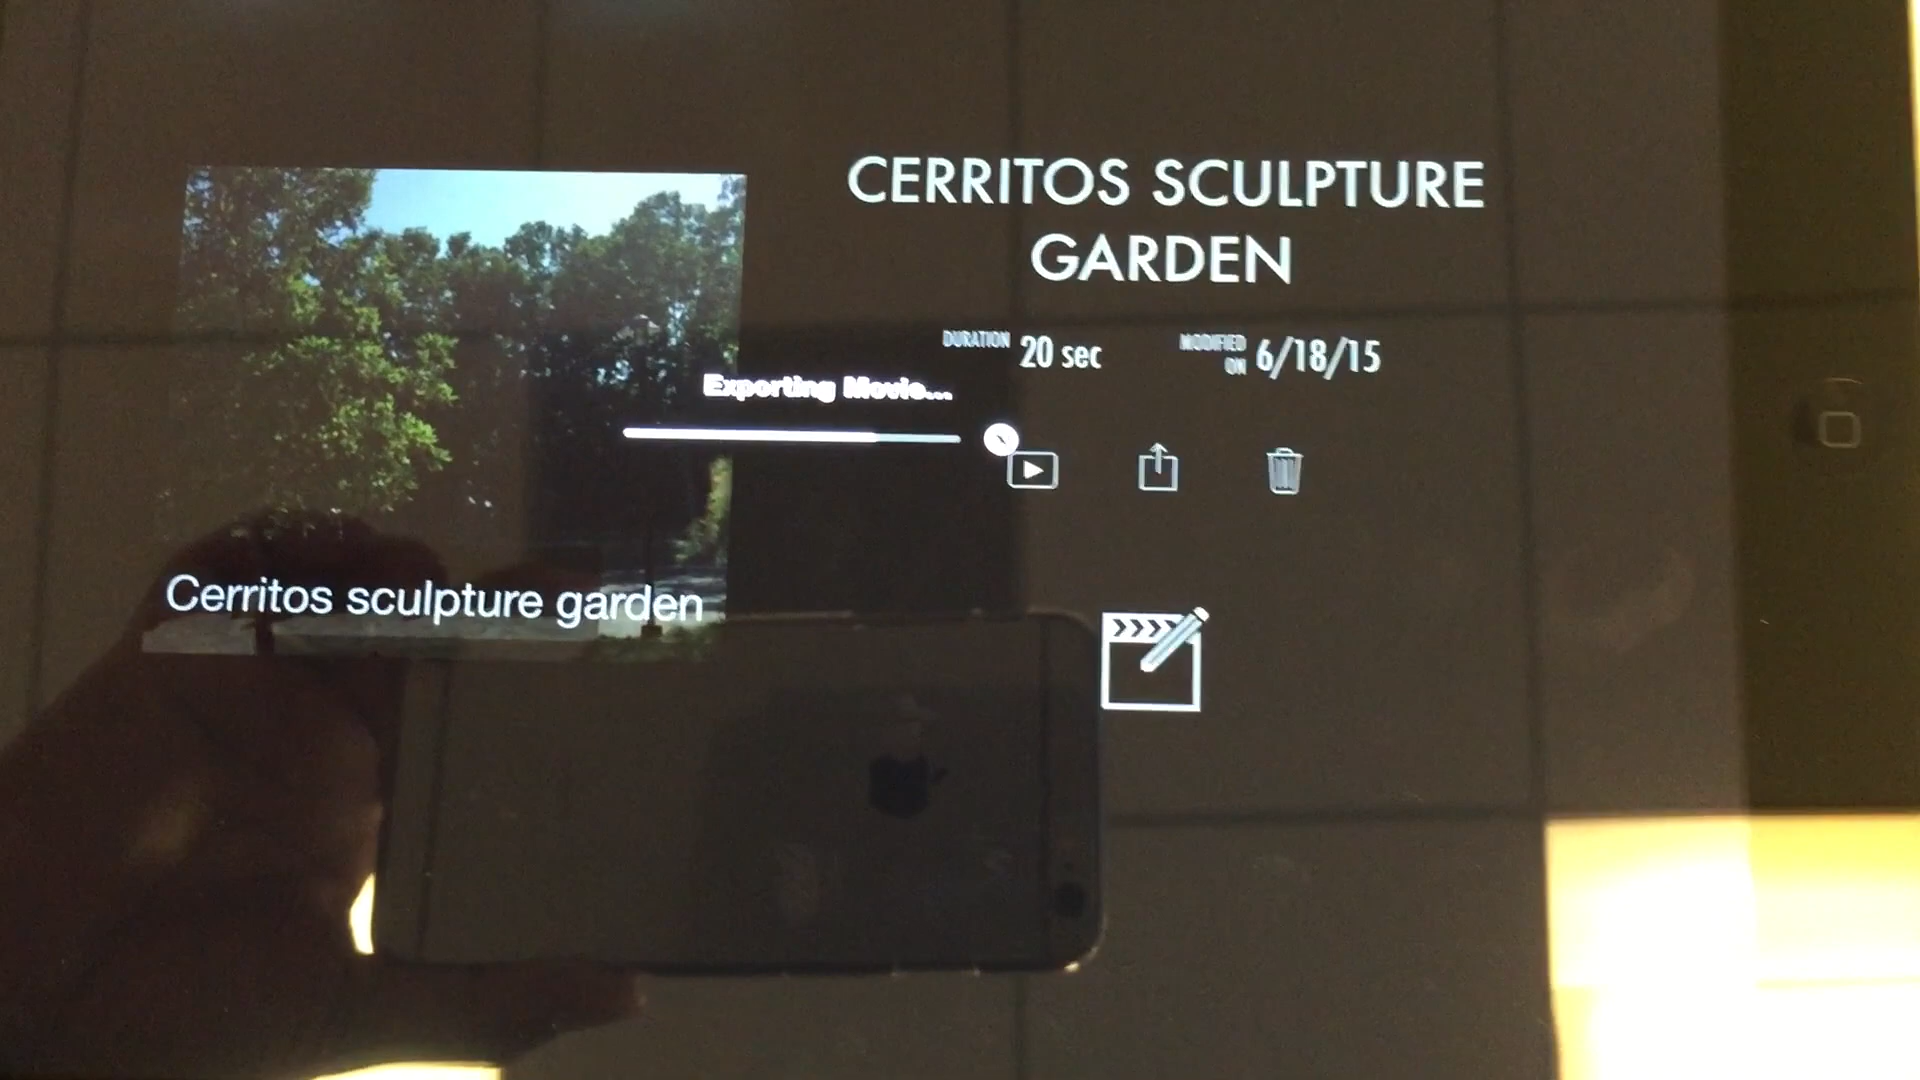 CERRITOS SCULPTURE
GARDEN
DURATION 20 sec
MODIFIED ON 6/18/15
Exporting Movie...
Cerritos sculpture garden